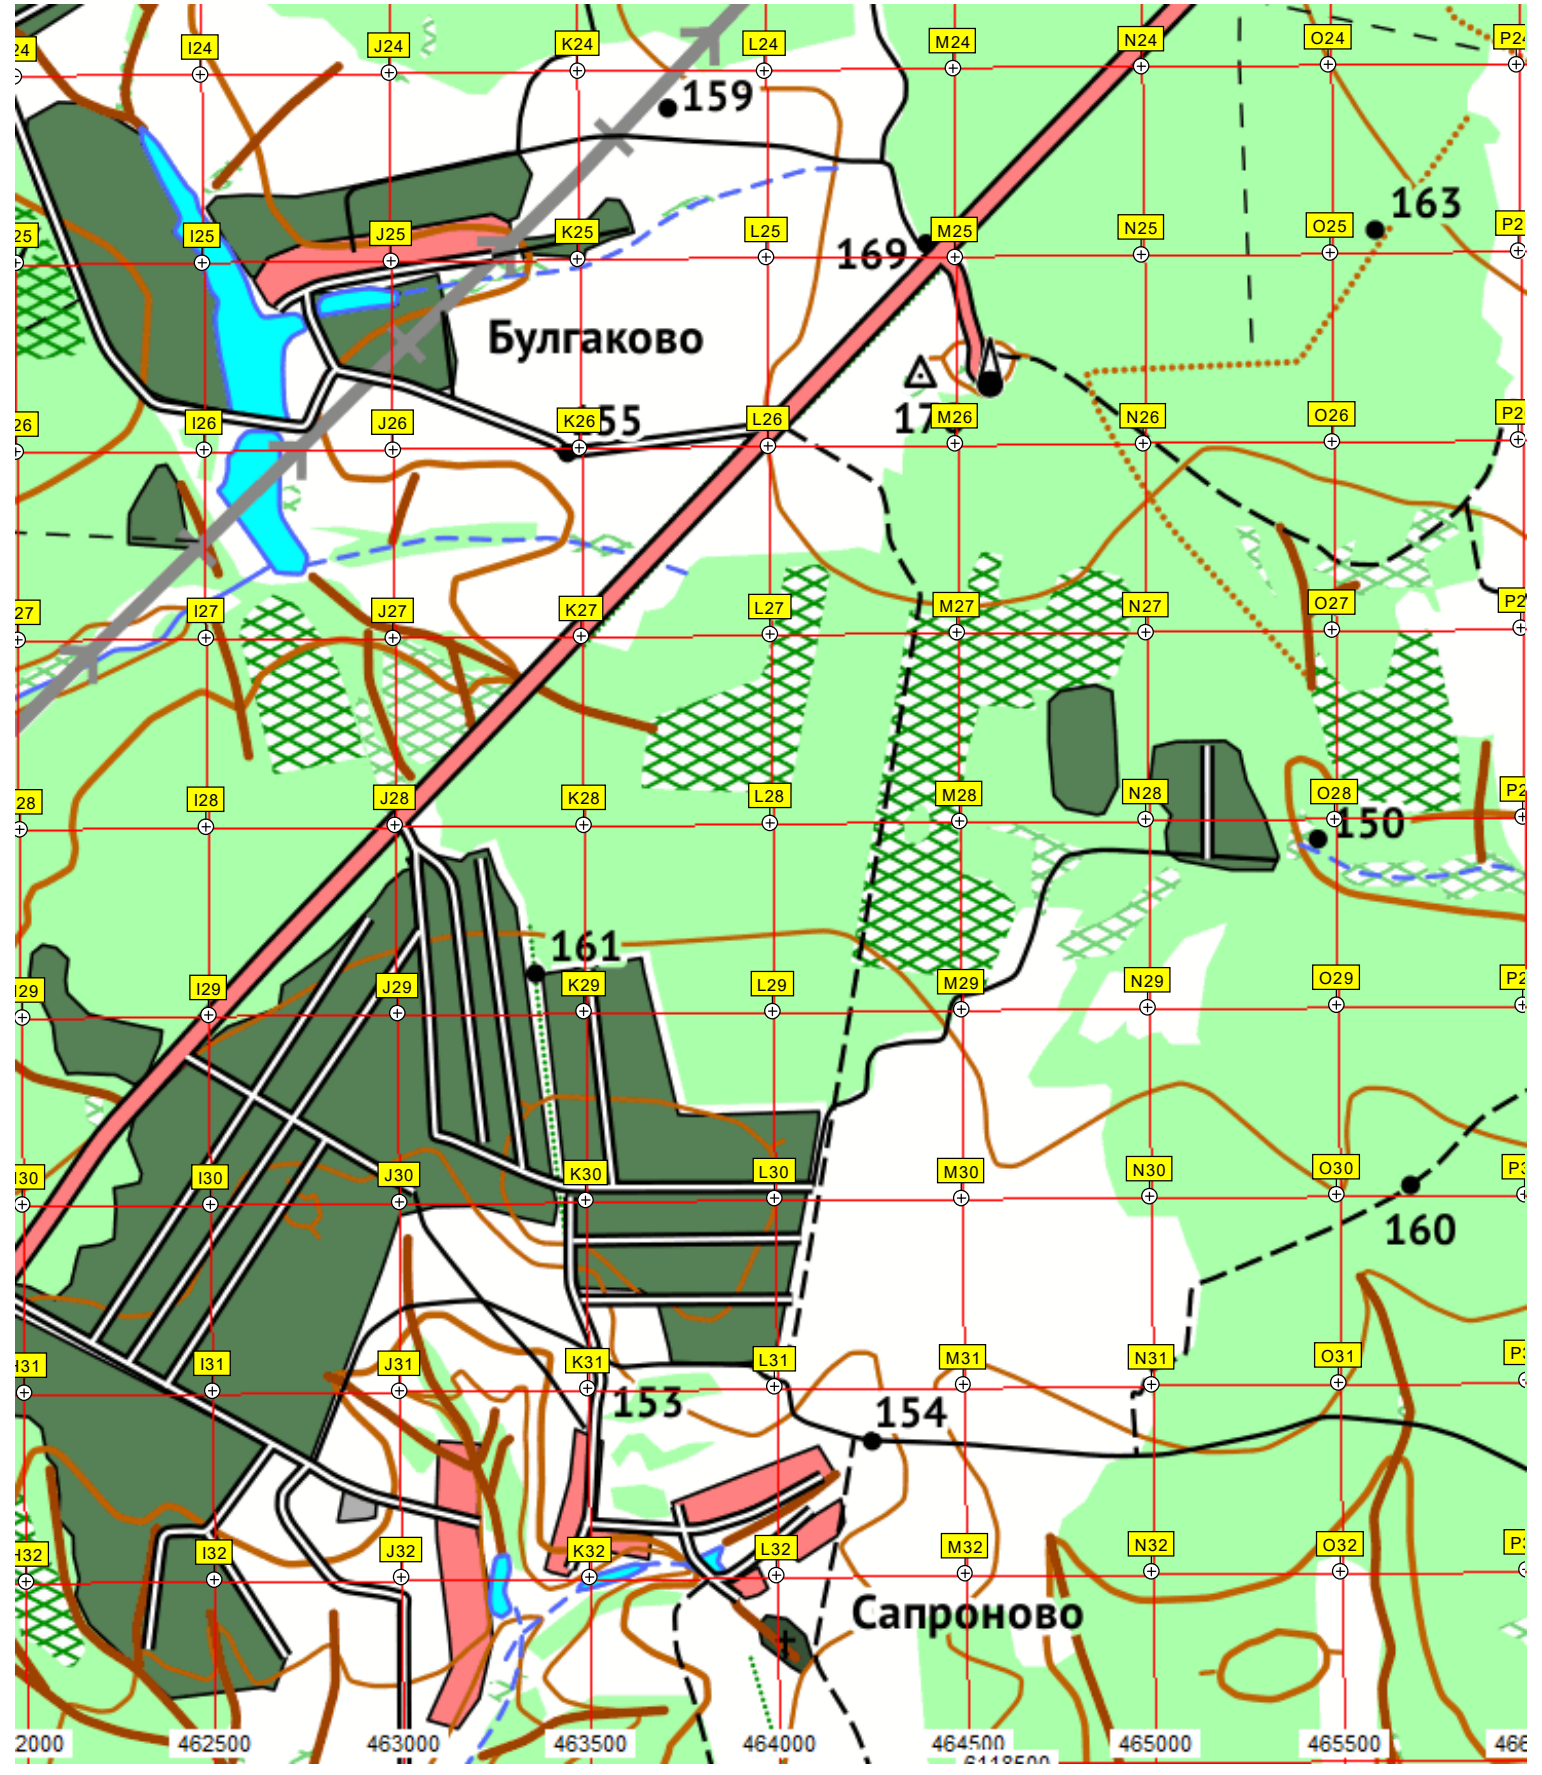 I24 J24 K24 L24 M24 N24 O24
159
163
I25 J25 K25 L25 M25 N25 O25
169
Булгаково
I26 J26 K26 L26 M26 N26 O26
I27 J27 K27 L27 M27 N27 O27
I28 J28 K28 L28 M28 N28 O28
150
161
I29 J29 K29 L29 M29 N29 O29
I30 J30 K30 L30 M30 N30 O30
160
I31 J31 K31 L31 M31 N31 O31
153
154
H32 I32 J32 K32 L32 M32 N32 O32
Сапроново
462500 463000 463500 464000 464500 465000 465500